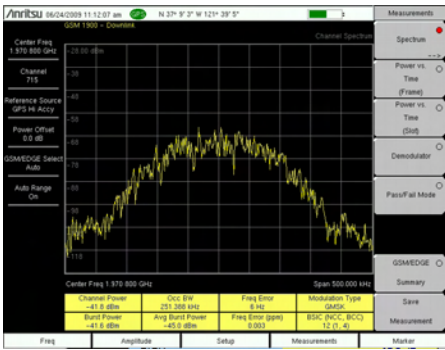 Anritsu 06/24/2009 11:12:07 am GPS N 37° 9' 3" W 121° 39' 5"
Measurements
GSM 1900 - Downlink
Channel Spectrum
Center Freq
1.970 800 GHz
Channel
715
Reference Source
GPS Hi Accy
Power Offset
0.0 dB
GSM/EDGE Select
Auto
Auto Range
On
-28.00 dBm
-30
-50
-60
-70
-80
-90
-110
Center Freq 1.970 800 GHz
Span 500.000 kHz
Channel Power
-41.8 dBm
Occ BW
251.366 kHz
Freq Error
6 Hz
Modulation Type
GMSK
Burst Power
-41.6 dBm
Avg Burst Power
-45.0 dBm
Freq Error (ppm)
0.003
BSIC (NCC, BCC)
12 (1, 4)
Spectrum
-->
Power vs.
Time
(Frame)
Power vs.
Time
(Slot)
Demodulator
Pass/Fail Mode
GSM/EDGE
Summary
Save
Measurement
Freq
Amplitude
Setup
Measurements
Marker